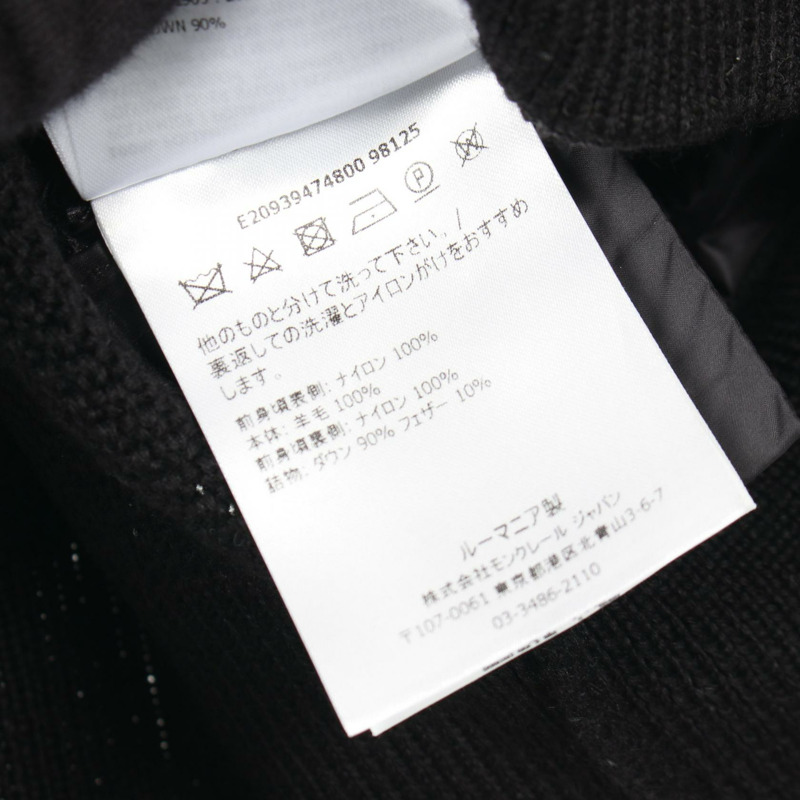 DOWN 90%
E20939474800 98125
P
他のものと分けて洗って下さい。/
裏返しての洗濯とアイロンがけをおすすめ
します。
前身頃裏側: ナイロン 100%
本体: 羊毛 100%
前身頃裏側: ナイロン 100%
詰物: ダウン 90% フェザー 10%
ルーマニア製
株式会社モンクレール ジャパン
〒107-0061 東京都港区北青山3-6-7
03-3486-2110